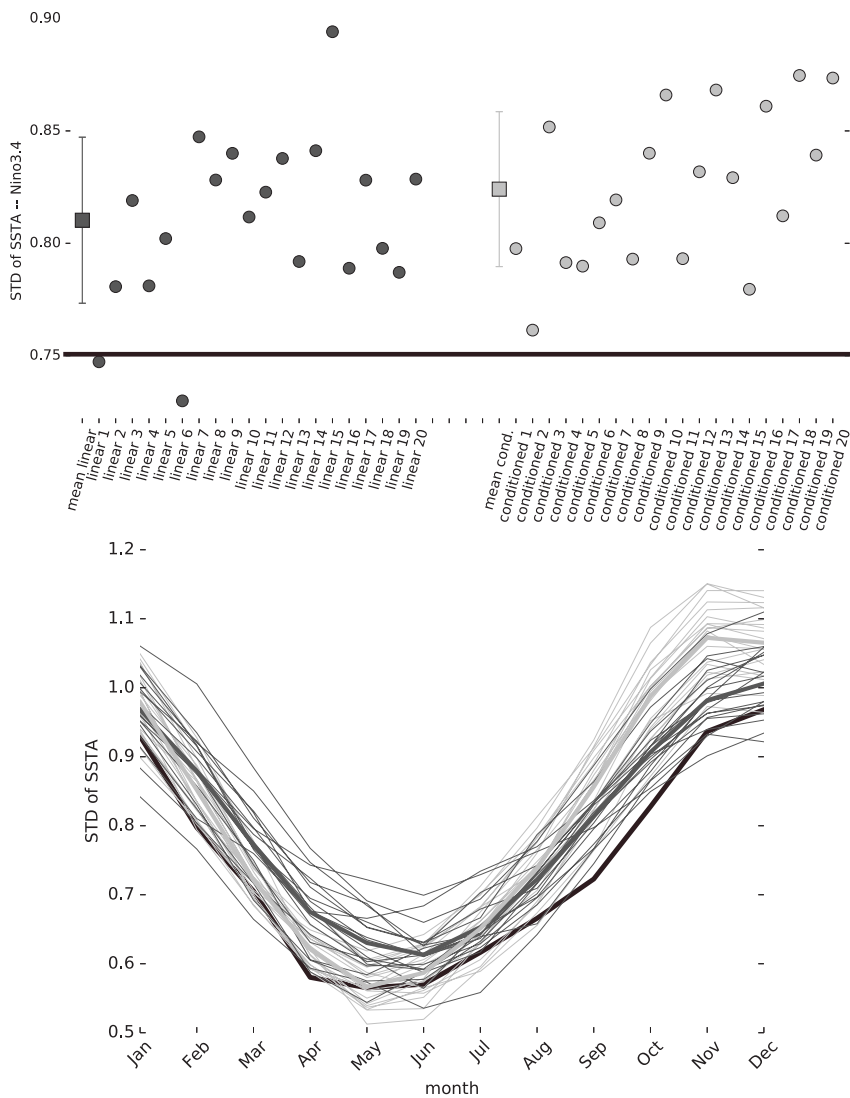 0.90
0.85
0.80
0.75
STD of SSTA -- Nino3.4
mean linear
linear 1
linear 2
linear 3
linear 4
linear 5
linear 6
linear 7
linear 8
linear 9
linear 10
linear 11
linear 12
linear 13
linear 14
linear 15
linear 16
linear 17
linear 18
linear 19
linear 20
mean cond.
conditioned 1
conditioned 2
conditioned 3
conditioned 4
conditioned 5
conditioned 6
conditioned 7
conditioned 8
conditioned 9
conditioned 10
conditioned 11
conditioned 12
conditioned 13
conditioned 14
conditioned 15
conditioned 16
conditioned 17
conditioned 18
conditioned 19
conditioned 20
1.2
1.1
1.0
0.9
0.8
0.7
0.6
0.5
STD of SSTA
Jan
Feb
Mar
Apr
May
Jun
Jul
Aug
Sep
Oct
Nov
Dec
month